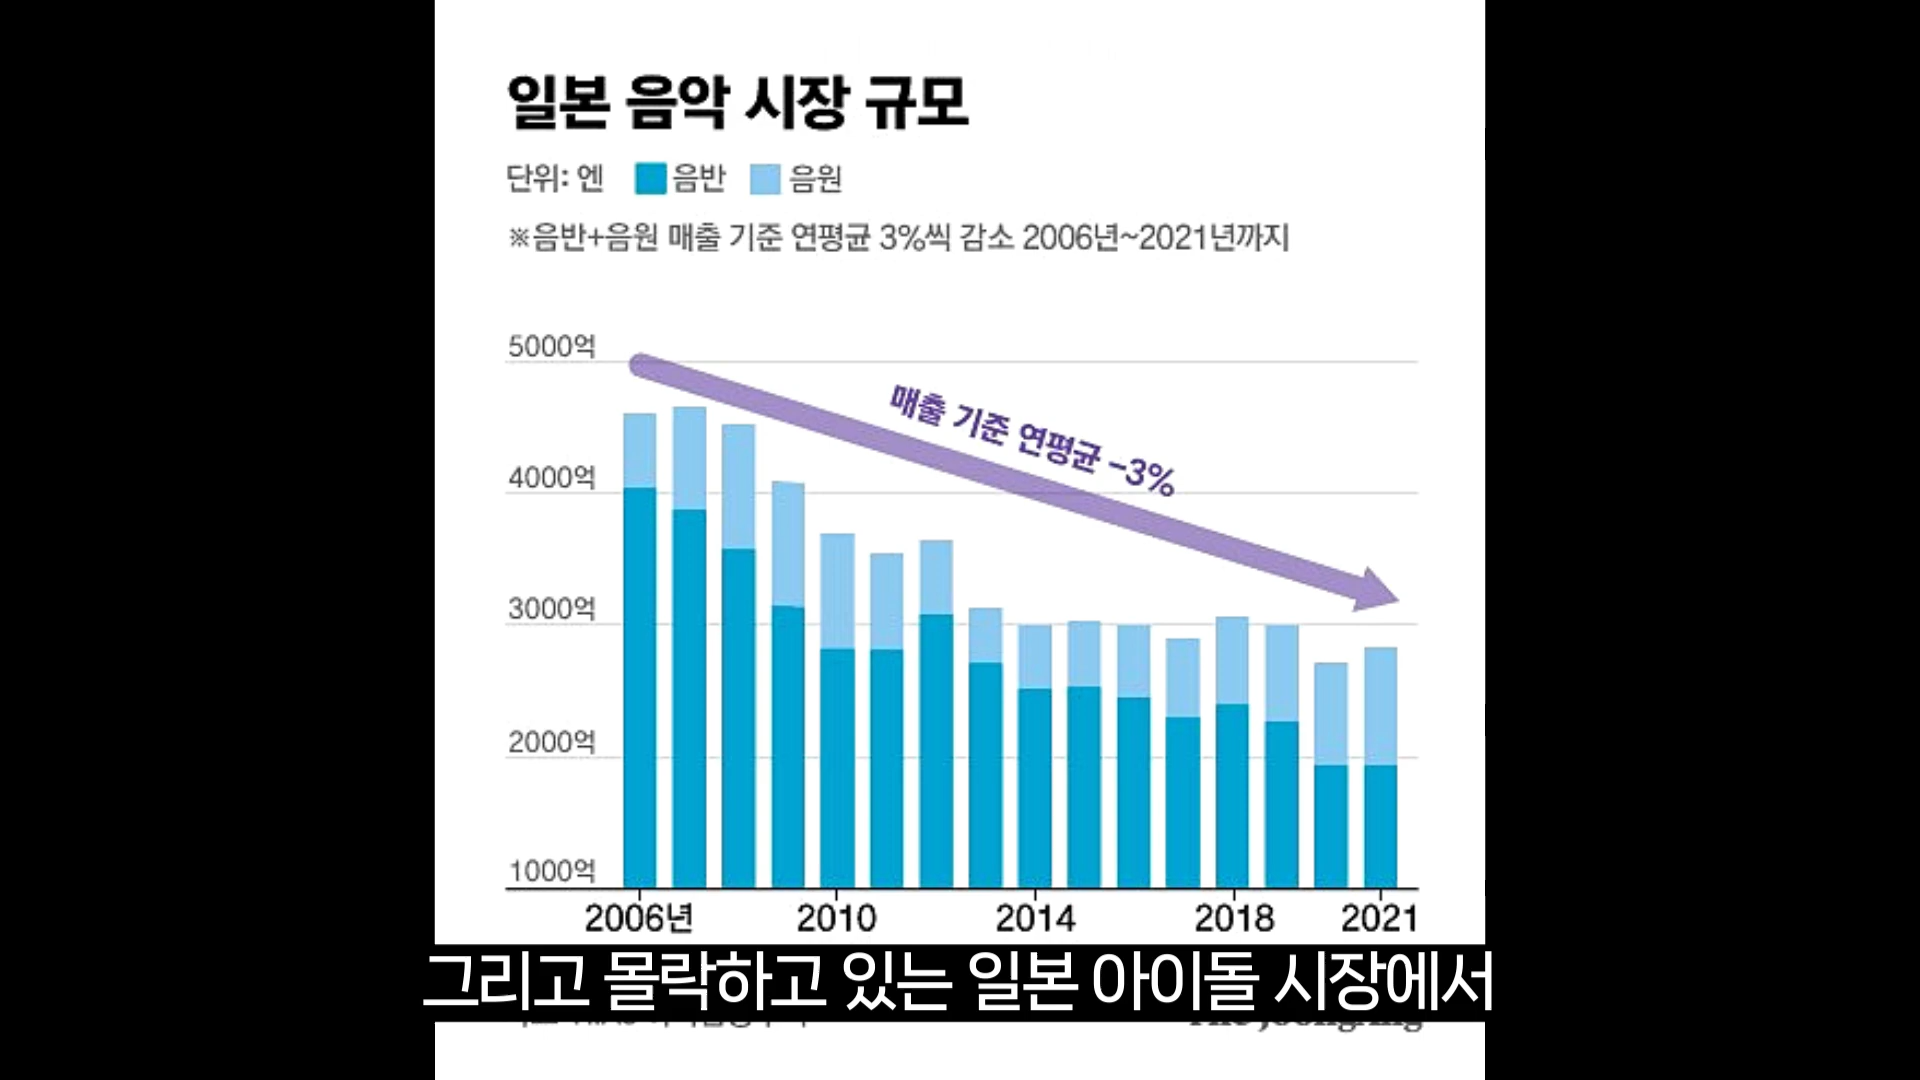 일본 음악 시장 규모
단위: 엔 음반 음원
※음반+음원 매출 기준 연평균 3%씩 감소 2006년~2021년까지
5000억
매출 기준 연평균 -3%
4000억
3000억
2000억
1000억
2006년 2010 2014 2018 2021
그리고 몰락하고 있는 일본 아이돌 시장에서